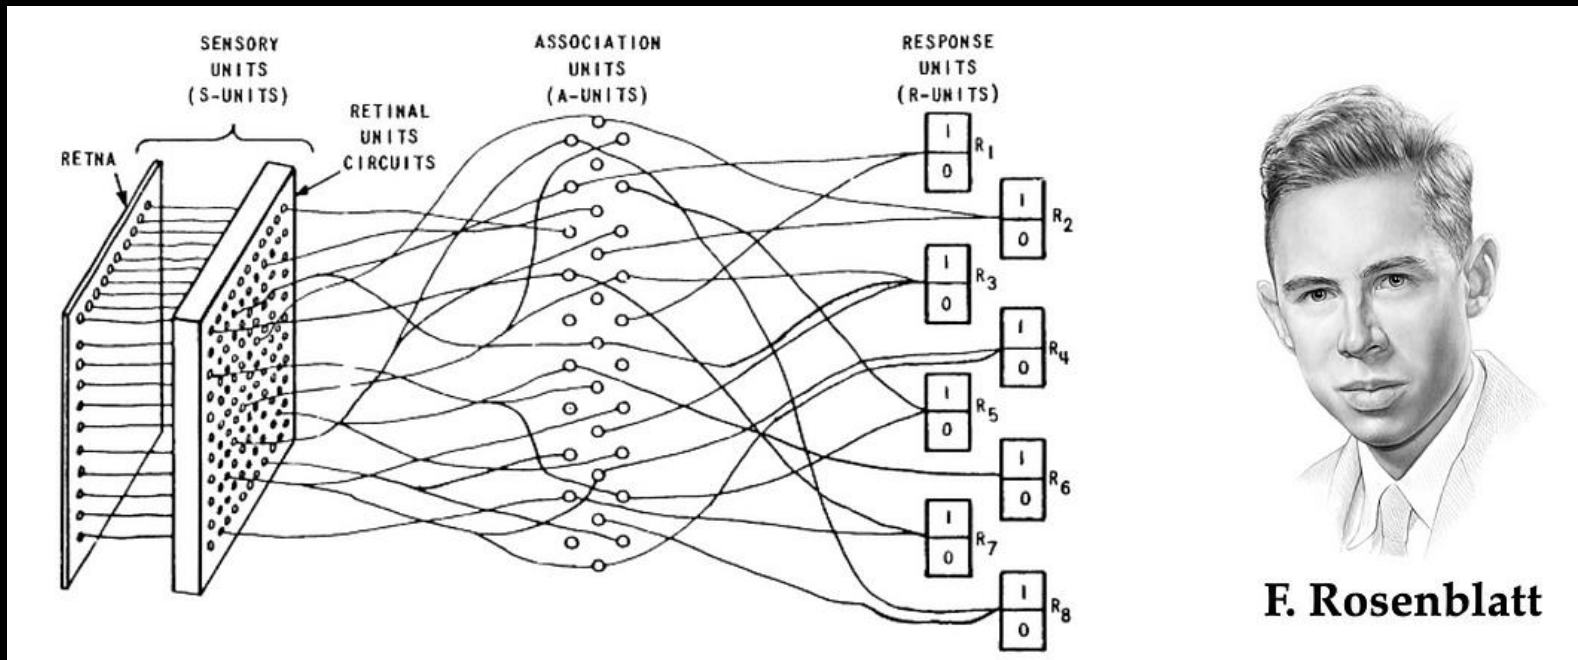 SENSORY
UNITS
(S-UNITS)
ASSOCIATION
UNITS
(A-UNITS)
RESPONSE
UNITS
(R-UNITS)
RETINAL
UNITS
CIRCUITS
RETNA
1
0
R1
1
0
R2
1
0
R3
1
0
R4
1
0
R5
1
0
R6
1
0
R7
1
0
R8
F. Rosenblatt